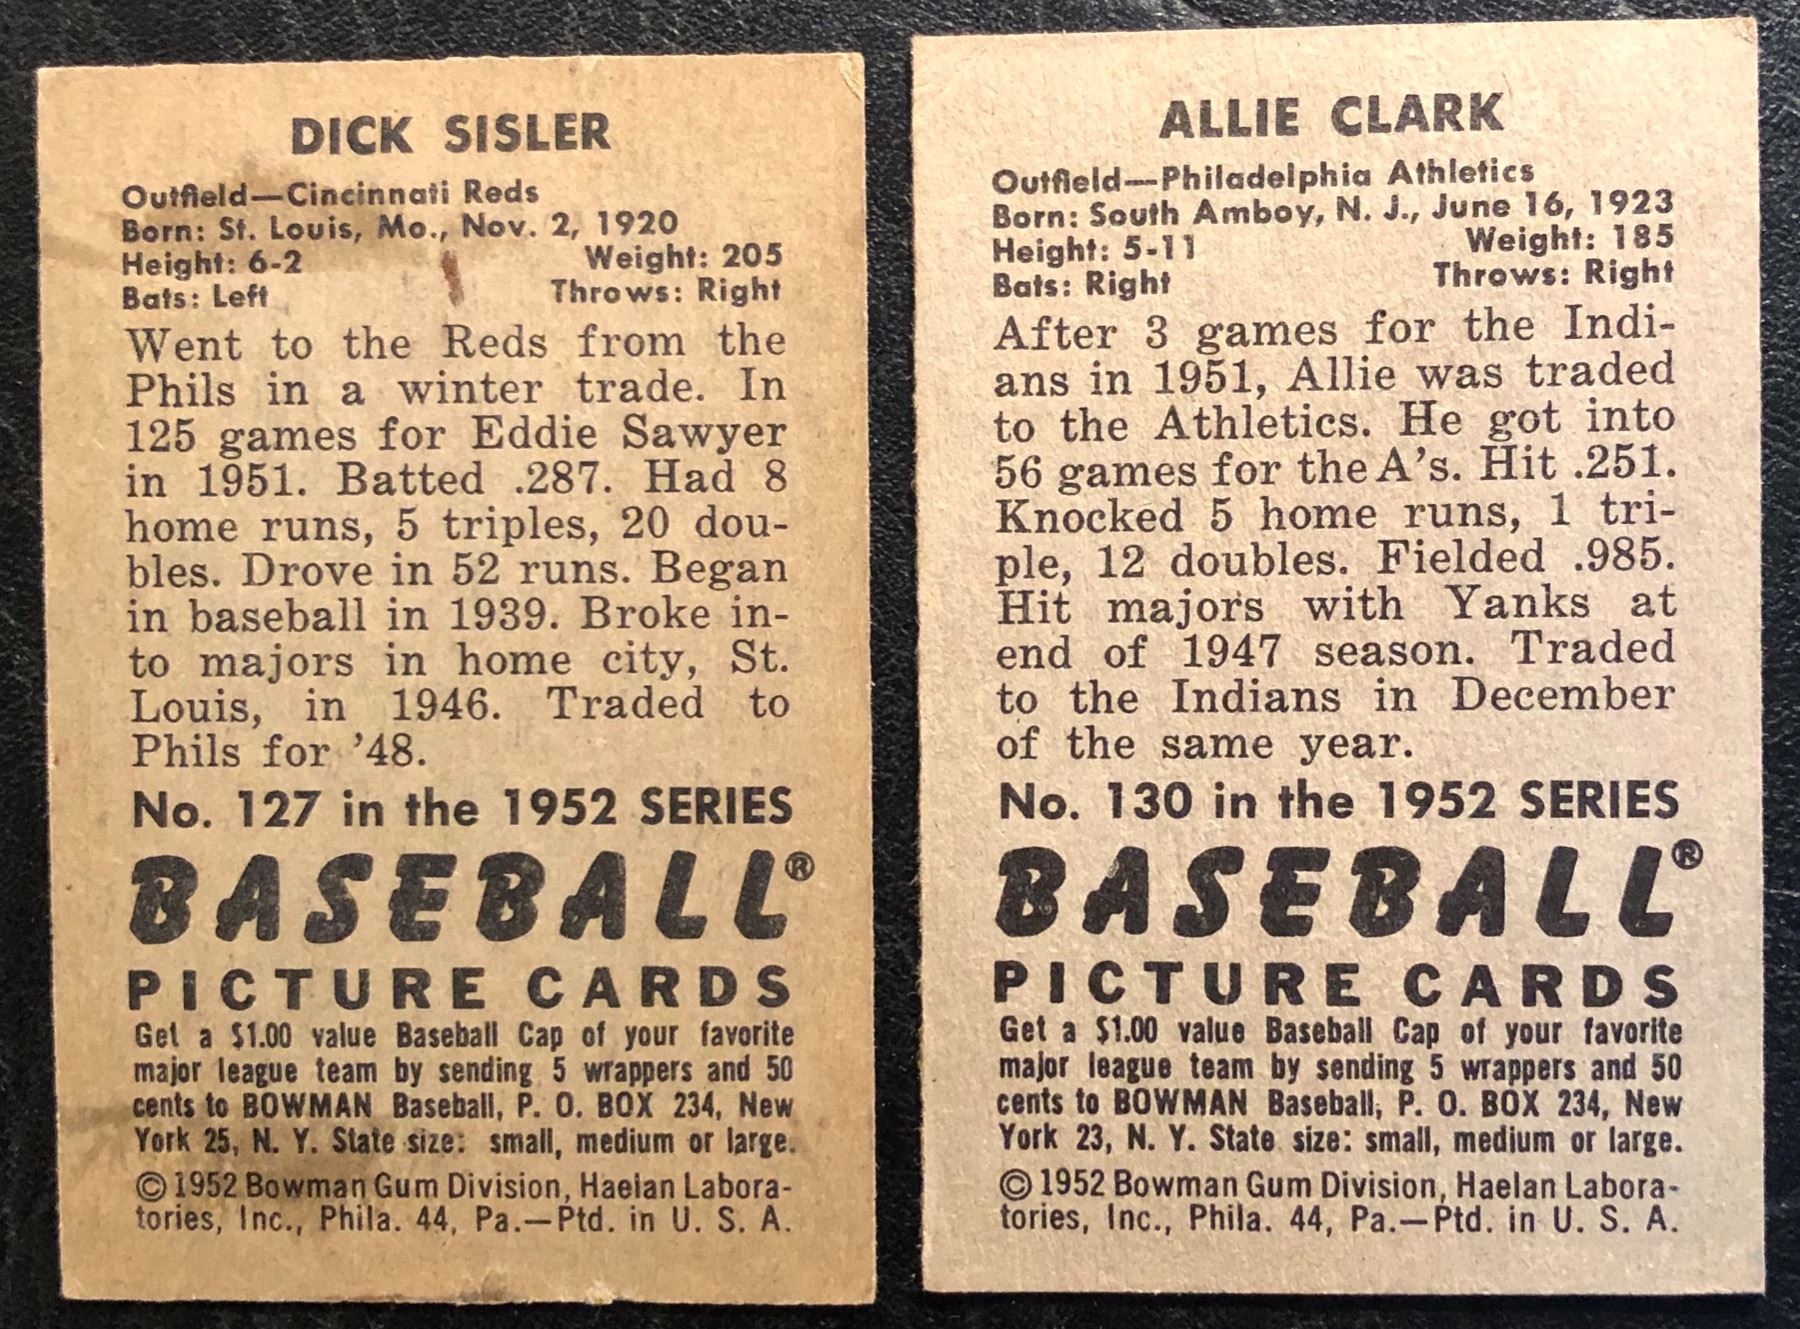 DICK SISLER
Outfield—Cincinnati Reds
Born: St. Louis, Mo., Nov. 2, 1920
Height: 6-2 Weight: 205
Bats: Left Throws: Right
Went to the Reds from the
Phils in a winter trade. In
125 games for Eddie Sawyer
in 1951. Batted .287. Had 8
home runs, 5 triples, 20 dou-
bles. Drove in 52 runs. Began
in baseball in 1939. Broke in-
to majors in home city, St.
Louis, in 1946. Traded to
Phils for '48.
No. 127 in the 1952 SERIES
BASEBALL®
PICTURE CARDS
Get a $1.00 value Baseball Cap of your favorite
major league team by sending 5 wrappers and 50
cents to BOWMAN Baseball, P. O. BOX 234, New
York 25, N. Y. State size: small, medium or large.
© 1952 Bowman Gum Division, Haelan Labora-
tories, Inc., Phila. 44, Pa.—Ptd. in U. S. A.
ALLIE CLARK
Outfield—Philadelphia Athletics
Born: South Amboy, N. J., June 16, 1923
Height: 5-11 Weight: 185
Bats: Right Throws: Right
After 3 games for the Indi-
ans in 1951, Allie was traded
to the Athletics. He got into
56 games for the A's. Hit .251.
Knocked 5 home runs, 1 tri-
ple, 12 doubles. Fielded .985.
Hit majors with Yanks at
end of 1947 season. Traded
to the Indians in December
of the same year.
No. 130 in the 1952 SERIES
BASEBALL®
PICTURE CARDS
Get a $1.00 value Baseball Cap of your favorite
major league team by sending 5 wrappers and 50
cents to BOWMAN Baseball, P. O. BOX 234, New
York 23, N. Y. State size: small, medium or large.
© 1952 Bowman Gum Division, Haelan Labora-
tories, Inc., Phila. 44, Pa.—Ptd. in U. S. A.